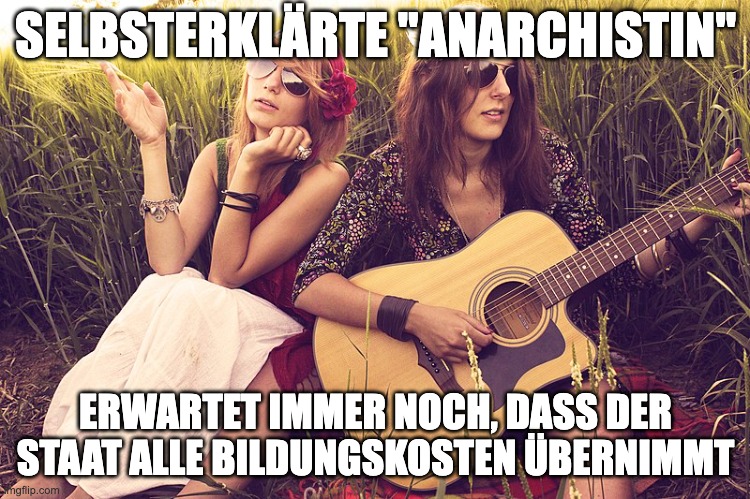 SELBSTERKLÄRTE "ANARCHISTIN"
ERWARTET IMMER NOCH, DASS DER
STAAT ALLE BILDUNGSKOSTEN ÜBERNIMMT
imgflip.com